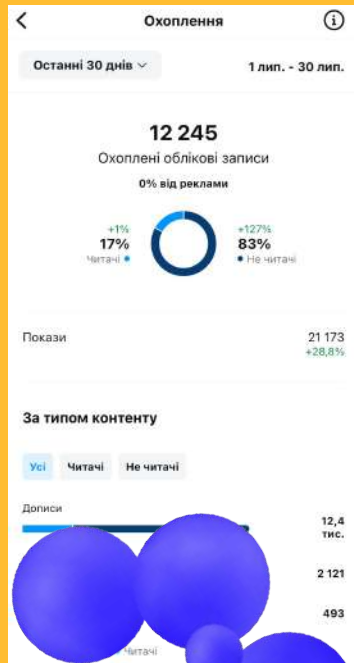 Охоплення
Останні 30 днів
1 лип. - 30 лип.
12 245
Охоплені облікові записи
0% від реклами
+1%
17%
Читачі
+127%
83%
Не читачі
Покази
21 173
+28,8%
За типом контенту
Усі
Читачі
Не читачі
Дописи
12,4
тис.
2 121
493
Читачі